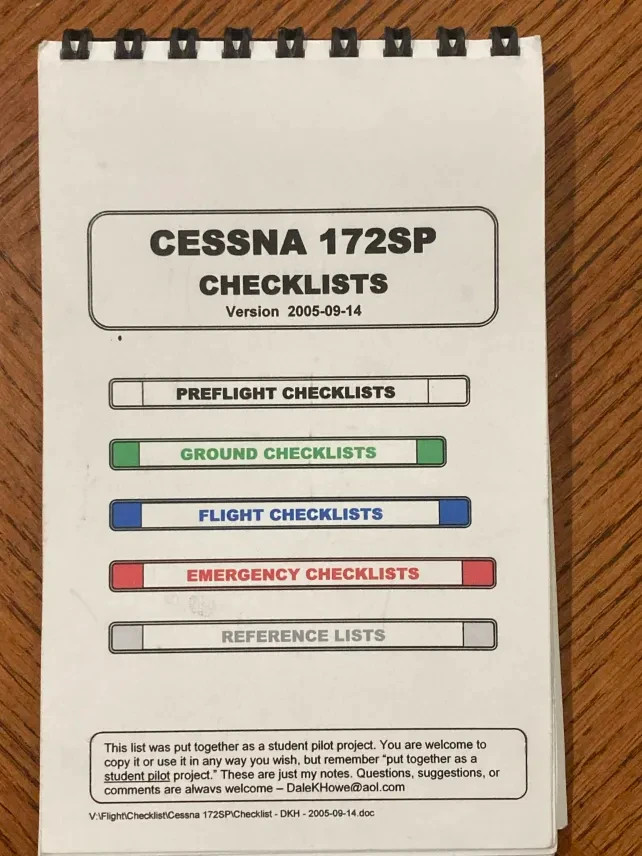 CESSNA 172SP
CHECKLISTS
Version 2005-09-14
PREFLIGHT CHECKLISTS
GROUND CHECKLISTS
FLIGHT CHECKLISTS
EMERGENCY CHECKLISTS
REFERENCE LISTS
This list was put together as a student pilot project. You are welcome to
copy it or use it in any way you wish, but remember “put together as a
student pilot project.” These are just my notes. Questions, suggestions, or
comments are always welcome – DaleKHowe@aol.com
V:\Flight\Checklist\Cessna 172SP\Checklist - DKH - 2005-09-14.doc